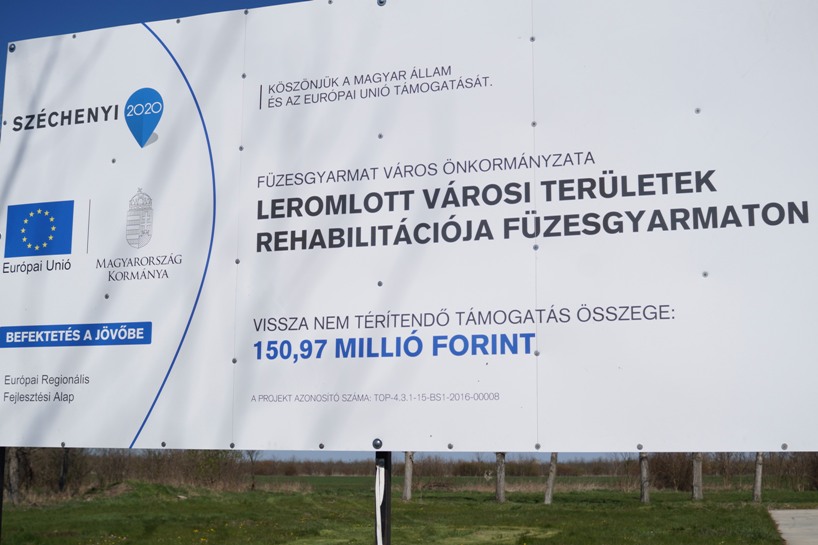 SZÉCHENYI 2020
KÖSZÖNJÜK A MAGYAR ÁLLAM
ÉS AZ EURÓPAI UNIÓ TÁMOGATÁSÁT.
FÜZESGYARMAT VÁROS ÖNKORMÁNYZATA
LEROMLOTT VÁROSI TERÜLETEK
REHABILITÁCIÓJA FÜZESGYARMATON
Európai Unió
MAGYARORSZÁG
KORMÁNYA
VISSZA NEM TÉRÍTENDŐ TÁMOGATÁS ÖSSZEGE:
150,97 MILLIÓ FORINT
BEFEKTETÉS A JÖVŐBE
Európai Regionális
Fejlesztési Alap
A PROJEKT AZONOSÍTÓ SZÁMA: TOP-4.3.1-15-BS1-2016-00008